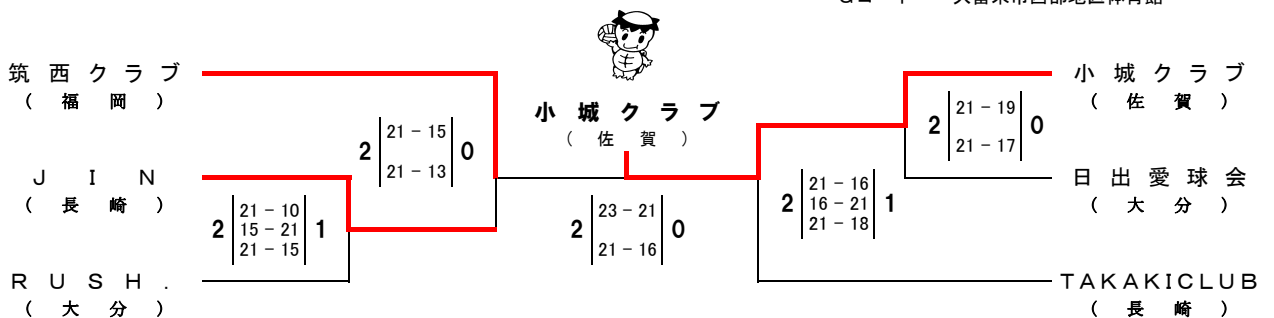 筑西クラブ
(福岡)
JIN
(長崎)
RUSH.
(大分)
2 21－15 0
21－13
2 21－10 1
15－21
21－15
小城クラブ
(佐賀)
2 23－21 0
21－16
2 21－19 0
21－17
2 21－16 1
16－21
21－18
小城クラブ
(佐賀)
日出愛球会
(大分)
TAKAKICLUB
(長崎)